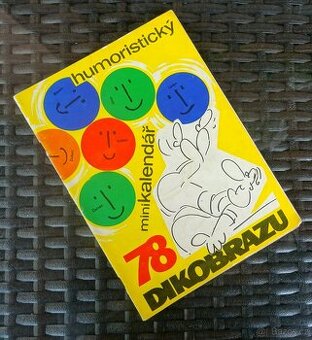 humoristický
minikalendář
78
DIKOBRAZU